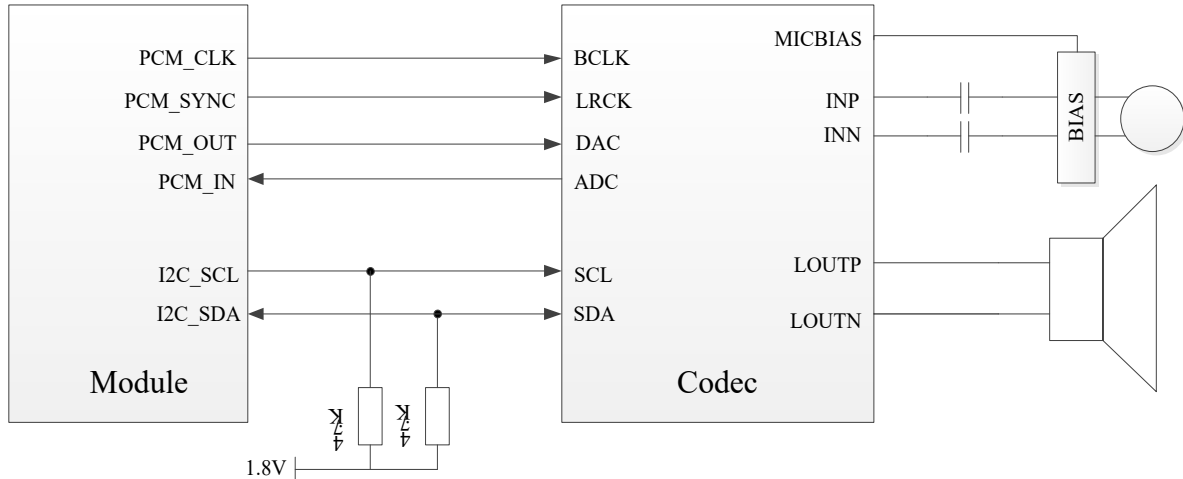 PCM_CLK
PCM_SYNC
PCM_OUT
PCM_IN
I2C_SCL
I2C_SDA
Module
BCLK
LRCK
DAC
ADC
SCL
SDA
MICBIAS
INP
INN
LOUTP
LOUTN
Codec
BIAS
4.7K
4.7K
1.8V